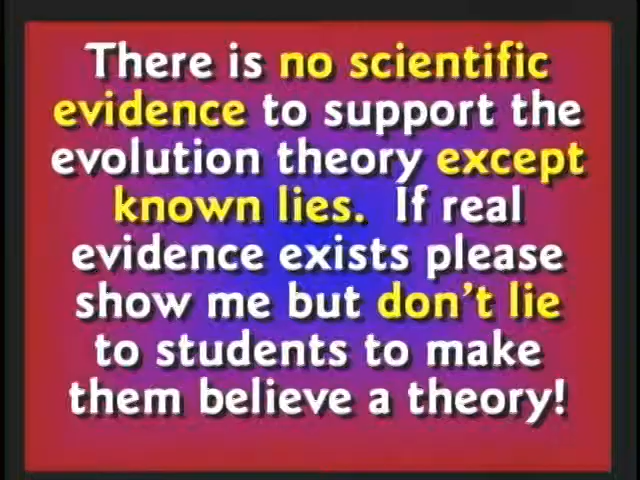 There is no scientific
evidence to support the
evolution theory except
known lies.  If real
evidence exists please
show me but don't lie
to students to make
them believe a theory!